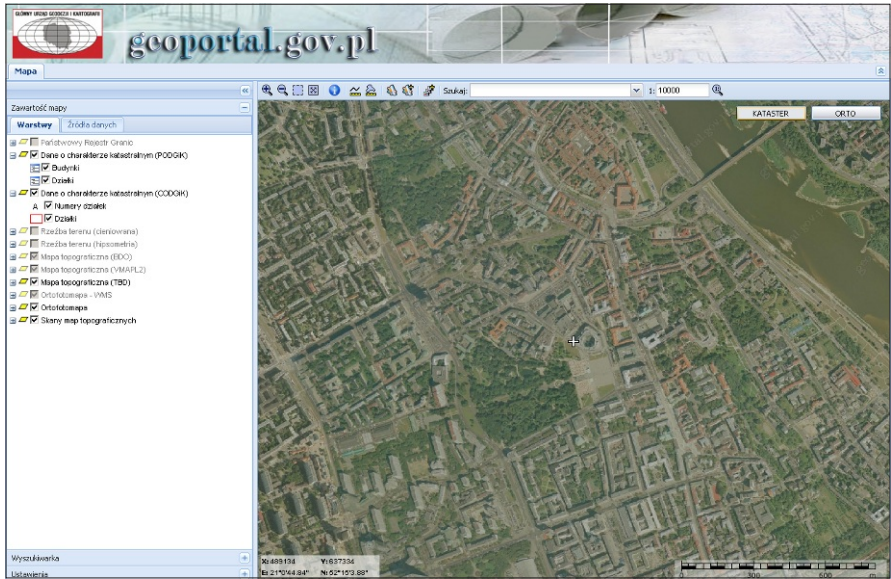 GŁÓWNY URZĄD GEODEZJI I KARTOGRAFII
geoportal.gov.pl
Mapa
Szukaj:
1: 10000
Zawartość mapy
Warstwy
Źródła danych
KATASTER
ORTO
Państwowy Rejestr Granic
Dane o charakterze katastralnym (PODGiK)
Budynki
Działki
Dane o charakterze katastralnym (CODGiK)
A Numery działek
Działki
Rzeźba terenu (cieniowana)
Rzeźba terenu (hipsometria)
Mapa topograficzna (BDO)
Mapa topograficzna (VMAPL2)
Mapa topograficzna (TBD)
Ortofotomapa - WMS
Ortofotomapa
Skany map topograficznych
Wyszukiwarka
Ustawienia
X: 489134 Y: 637334
E: 21°0'44.84" N: 52°15'3.88"
0 300 600 m